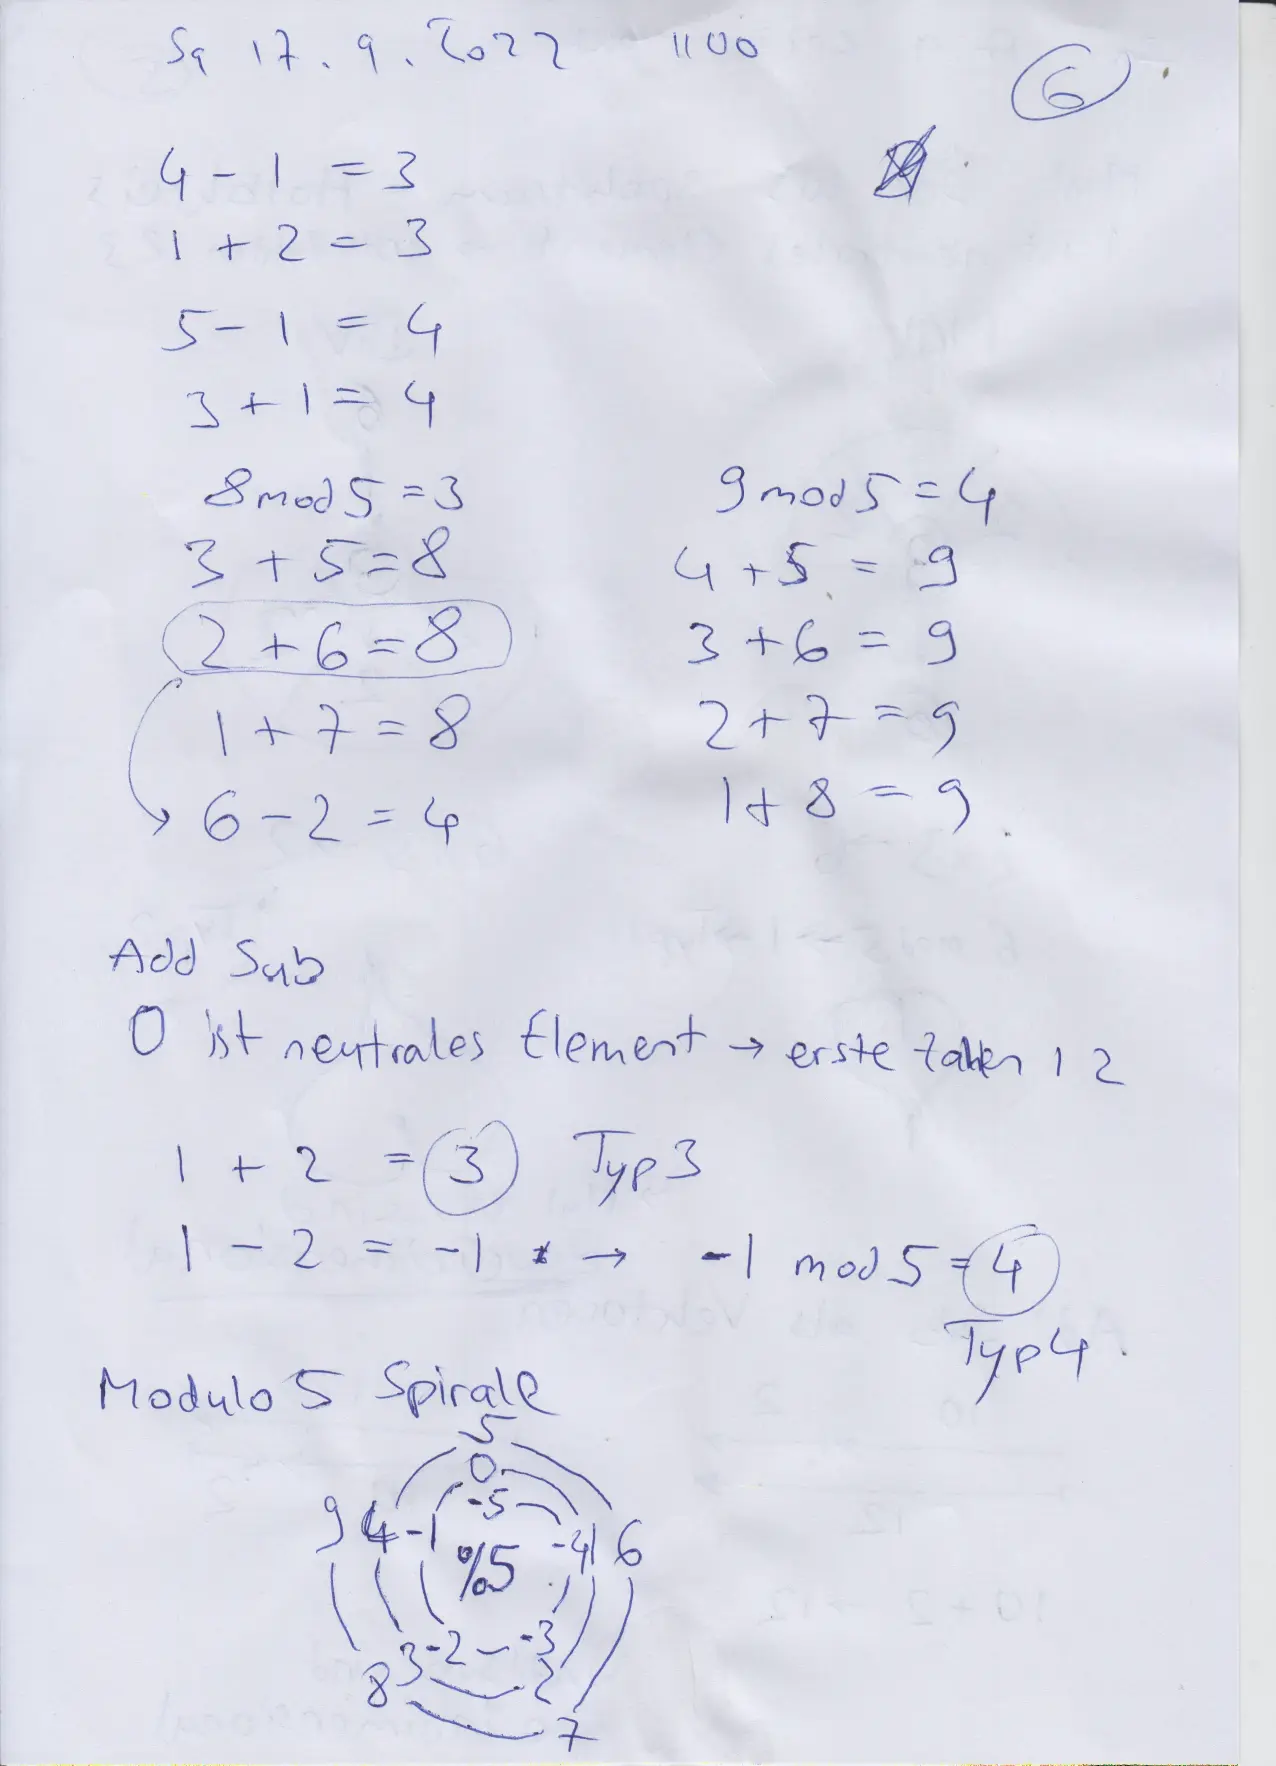 Sa 17.9.2022 1100
6
4 - 1 = 3
1 + 2 = 3
5 - 1 = 4
3 + 1 = 4
8 mod 5 = 3
3 + 5 = 8
2 + 6 = 8
1 + 7 = 8
6 - 2 = 4
9 mod 5 = 4
4 + 5 = 9
3 + 6 = 9
2 + 7 = 9
1 + 8 = 9
Add Sub
0 ist neutrales Element → erste Zahlen 1 2
1 + 2 = 3 Typ 3
1 - 2 = -1 → -1 mod 5 = 4
Typ 4
Modulo 5 Spirale
5
0
-5
9 4 -1 %5 -4 1 6
3 -2 -3
8 2
7